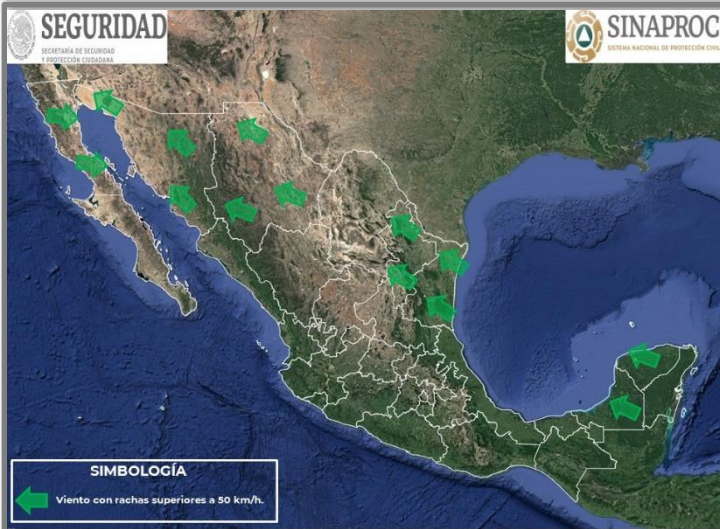 SEGURIDAD
SECRETARÍA DE SEGURIDAD
Y PROTECCIÓN CIUDADANA
SINAPROC
SISTEMA NACIONAL DE PROTECCIÓN CIVIL
SIMBOLOGÍA
Viento con rachas superiores a 50 km/h.